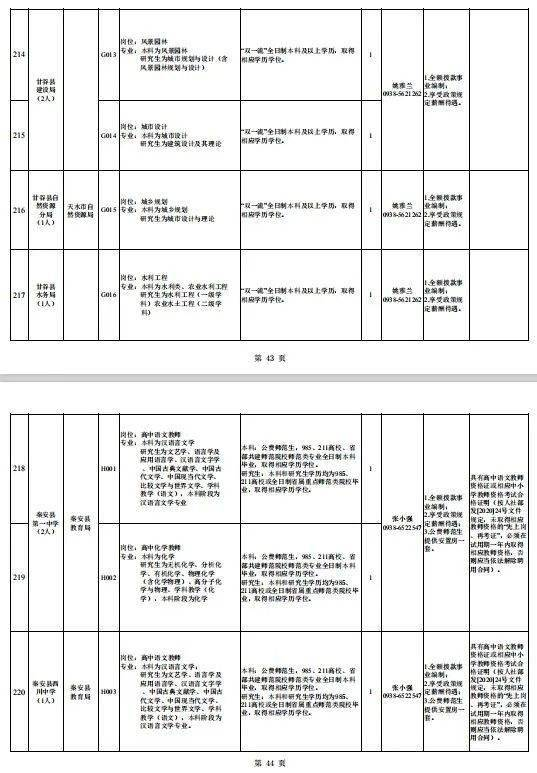 214
甘谷县
建设局
（2人）
G013
岗位：风景园林
专业：本科为风景园林
研究生为城市规划与设计（含
风景园林规划与设计）
“双一流”全日制本科及以上学历，取得
相应学历学位。
1
姚雅兰
0938-5621262
1.全额拨款事
业编制；
2.享受政策规
定薪酬待遇。
215
G014
岗位：城市设计
专业：本科为城市设计
研究生为建筑设计及其理论
“双一流”全日制本科及以上学历，取得
相应学历学位。
1
216
甘谷县自
然资源
分局
（1人）
天水市自
然资源局
G015
岗位：城乡规划
专业：本科为城乡规划
研究生为城市设计与理论
“双一流”全日制本科及以上学历，取得
相应学历学位。
1
姚雅兰
0938-5621262
1.全额拨款事
业编制；
2.享受政策规
定薪酬待遇。
217
甘谷县
水务局
（1人）
G016
岗位：水利工程
专业：本科为水利类、农业水利工程
研究生为水利工程（一级学
科）农业水土工程（二级学
科）
“双一流”全日制本科及以上学历，取得
相应学历学位。
1
姚雅兰
0938-5621262
1.全额拨款事
业编制；
2.享受政策规
定薪酬待遇。
第 43 页
218
秦安县
第一中学
（2人）
秦安县
教育局
H001
岗位：高中语文教师
专业：本科为汉语言文学
研究生为文艺学、语言学及
应用语言学、汉语言文字学
、中国古典文献学、中国古
代文学、中国现当代文学、
比较文学与世界文学、学科
教学（语文），本科阶段为
汉语言文学专业
本科：公费师范生，985、211高校、省
部共建师范院校师范类专业全日制本科
毕业，取得相应学历学位。
研究生：本科和研究生学历均为985、
211高校或全日制省属重点师范类院校毕
业，取得相应学历学位。
1
张小强
0938-6522547
1.全额拨款事
业编制；
2.享受政策规
定薪酬待遇；
3.公费师范生
提供安置房一
套。
具有高中语文教师
资格证或相应中小
学教师资格考试合
格证明（按人社部
发[2020]24号文件
规定，未取得相应
教师资格的“先上岗
、再考证”，必须在
试用期一年内取得
相应教师资格，否
则应当依法解除聘
用合同）。
219
H002
岗位：高中化学教师
专业：本科为化学
研究生为无机化学、分析化
学、有机化学、物理化学
（含化学物理）、高分子化
学与物理、学科教学（化
学），本科阶段为化学
本科：公费师范生，985、211高校、省
部共建师范院校师范类专业全日制本科
毕业，取得相应学历学位。
研究生：本科和研究生学历均为985、
211高校或全日制省属重点师范类院校毕
业，取得相应学历学位。
1
220
秦安县西
川中学
（1人）
秦安县
教育局
H003
岗位：高中语文教师
专业：本科为汉语言文学；
研究生为文艺学、语言学及
应用语言学、汉语言文字学
、中国古典文献学、中国古
代文学、中国现当代文学、
比较文学与世界文学、学科
教学（语文），本科阶段为
汉语言文学专业。
本科：公费师范生，985、211高校、省
部共建师范院校师范类专业全日制本科
毕业，取得相应学历学位。
研究生：本科和研究生学历均为985、
211高校或全日制省属重点师范类院校毕
业，取得相应学历学位。
1
张小强
0938-6522547
1.全额拨款事
业编制；
2.享受政策规
定薪酬待遇；
3.公费师范生
提供安置房一
套。
具有高中语文教师
资格证或相应中小
学教师资格考试合
格证明（按人社部
发[2020]24号文件
规定，未取得相应
教师资格的“先上岗
、再考证”，必须在
试用期一年内取得
相应教师资格，否
则应当依法解除聘
用合同）。
第 44 页